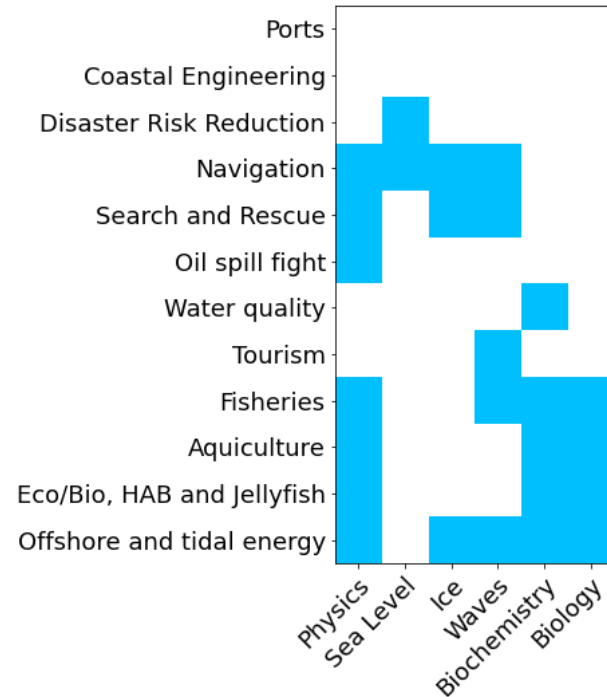 Ports
Coastal Engineering
Disaster Risk Reduction
Navigation
Search and Rescue
Oil spill fight
Water quality
Tourism
Fisheries
Aquiculture
Eco/Bio, HAB and Jellyfish
Offshore and tidal energy
Physics
Sea Level
Ice
Waves
Biochemistry
Biology